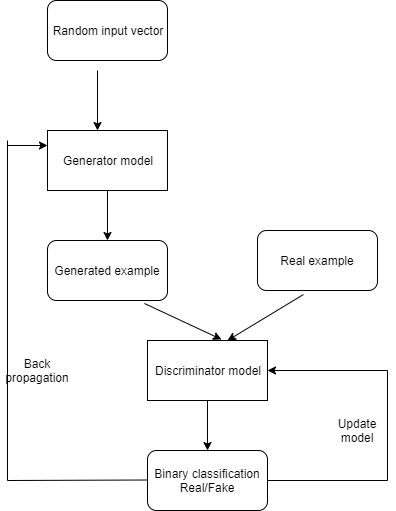 Random input vector
Generator model
Generated example
Real example
Discriminator model
Back
propagation
Update
model
Binary classification
Real/Fake